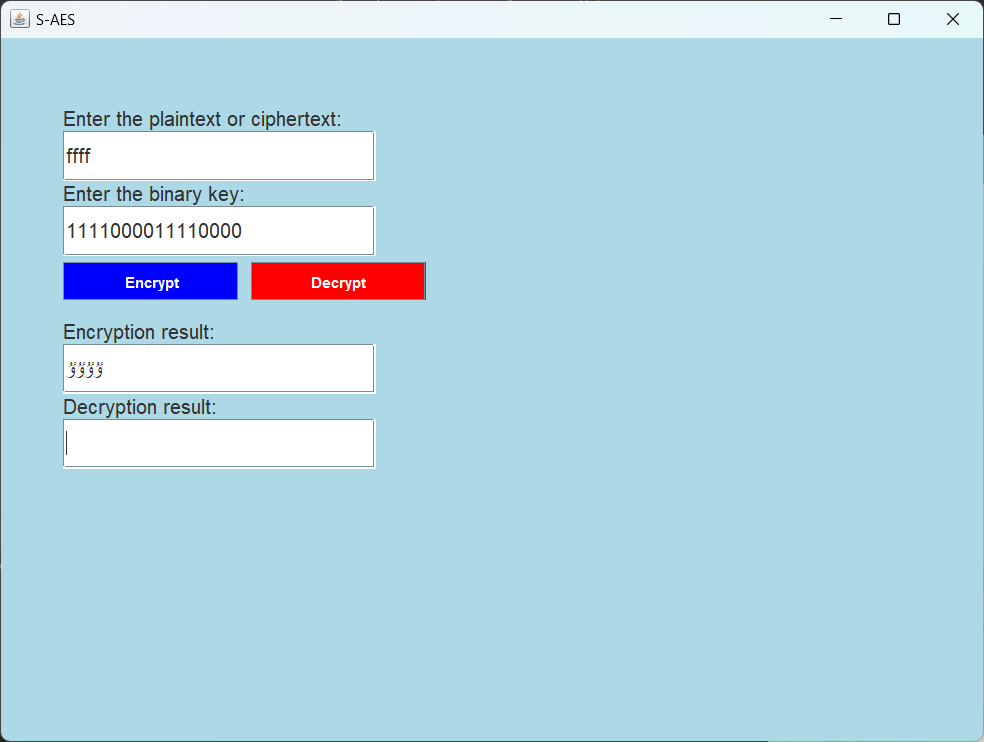 S-AES
Enter the plaintext or ciphertext:
ffff
Enter the binary key:
1111000011110000
Encrypt Decrypt
Encryption result:
Decryption result: